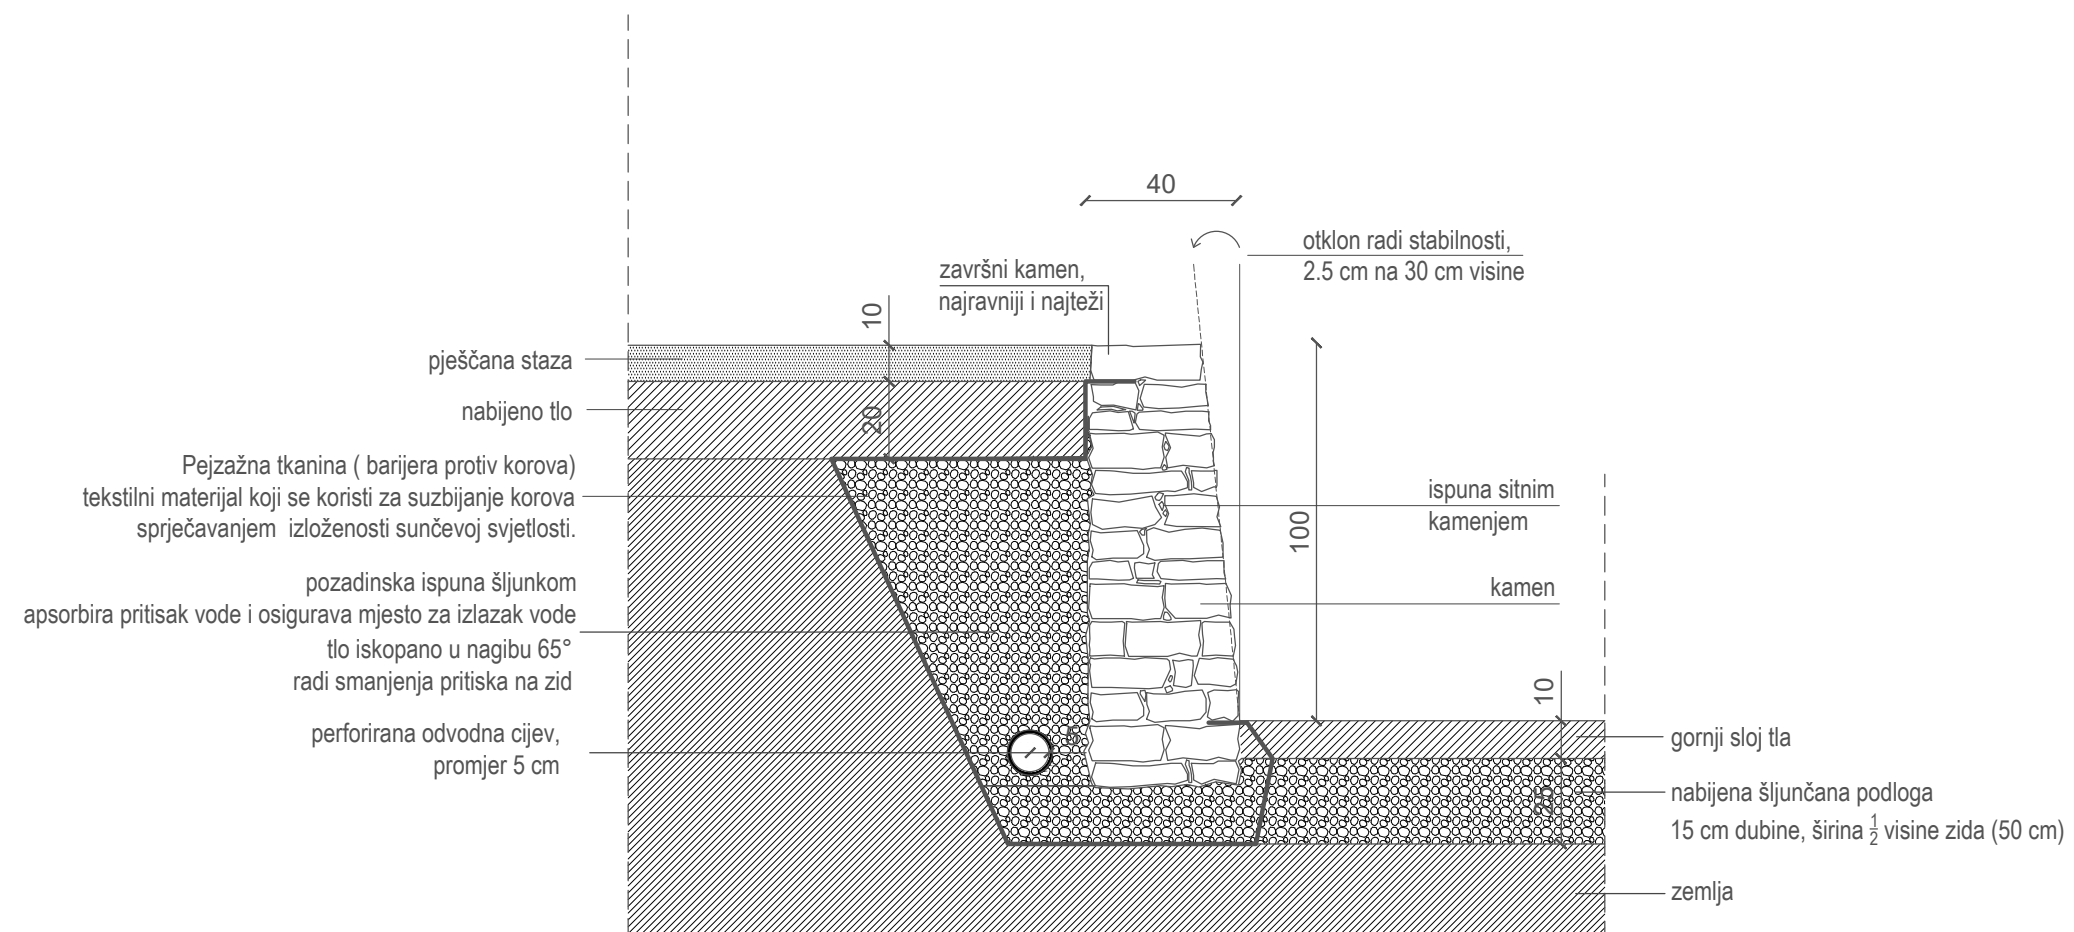 40
otklon radi stabilnosti,
2.5 cm na 30 cm visine
završni kamen,
najravniji i najteži
10
pješčana staza
nabijeno tlo
20
Pejzažna tkanina ( barijera protiv korova)
tekstilni materijal koji se koristi za suzbijanje korova
sprječavanjem  izloženosti sunčevoj svjetlosti.
ispuna sitnim
kamenjem
100
pozadinska ispuna šljunkom
apsorbira pritisak vode i osigurava mjesto za izlazak vode
tlo iskopano u nagibu 65°
radi smanjenja pritiska na zid
kamen
10
perforirana odvodna cijev,
promjer 5 cm
5
gornji sloj tla
25
nabijena šljunčana podloga
15 cm dubine, širina ½ visine zida (50 cm)
zemlja